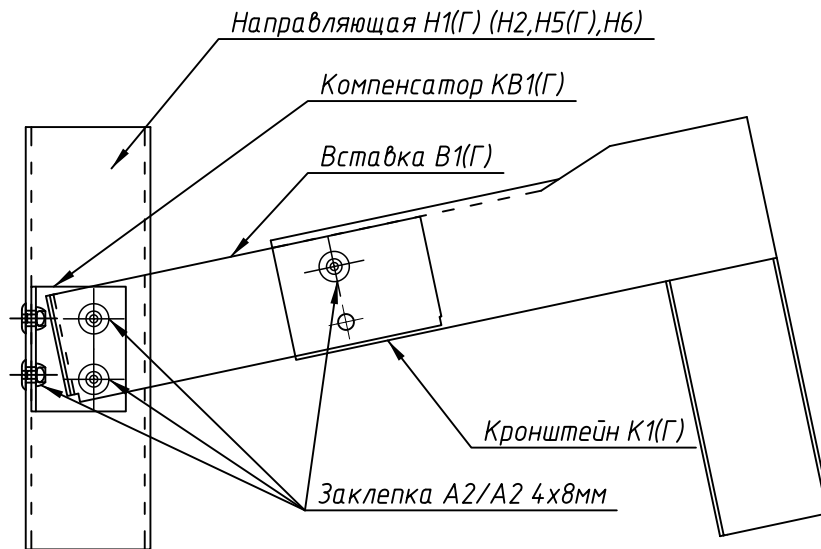 Направляющая Н1(Г) (Н2,Н5(Г),Н6)
Компенсатор КВ1(Г)
Вставка В1(Г)
Кронштейн К1(Г)
Заклепка А2/А2 4х8мм